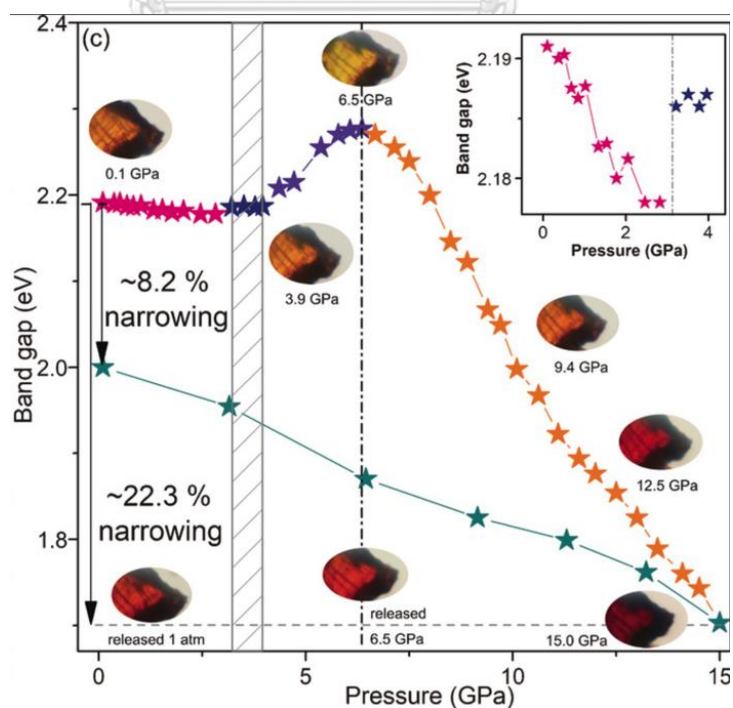 (c)
2.4
2.2
2.0
1.8
Band gap (eV)
0
5
10
15
Pressure (GPa)
0.1 GPa
6.5 GPa
3.9 GPa
9.4 GPa
12.5 GPa
15.0 GPa
~8.2 %
narrowing
~22.3 %
narrowing
released 1 atm
released
6.5 GPa
2.19
2.18
Band gap (eV)
0
2
4
Pressure (GPa)